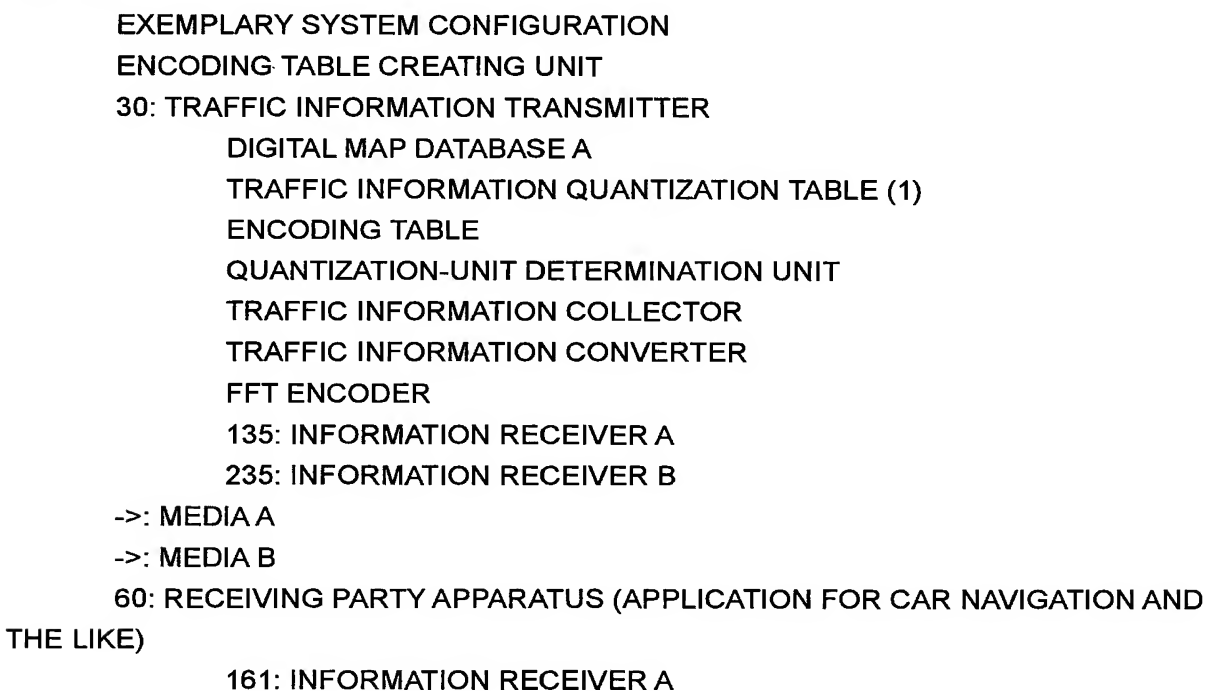 EXEMPLARY SYSTEM CONFIGURATION
ENCODING TABLE CREATING UNIT
30: TRAFFIC INFORMATION TRANSMITTER
DIGITAL MAP DATABASE A
TRAFFIC INFORMATION QUANTIZATION TABLE (1)
ENCODING TABLE
QUANTIZATION-UNIT DETERMINATION UNIT
TRAFFIC INFORMATION COLLECTOR
TRAFFIC INFORMATION CONVERTER
FFT ENCODER
135: INFORMATION RECEIVER A
235: INFORMATION RECEIVER B
->: MEDIA A
->: MEDIA B
60: RECEIVING PARTY APPARATUS (APPLICATION FOR CAR NAVIGATION AND
THE LIKE)
161: INFORMATION RECEIVER A